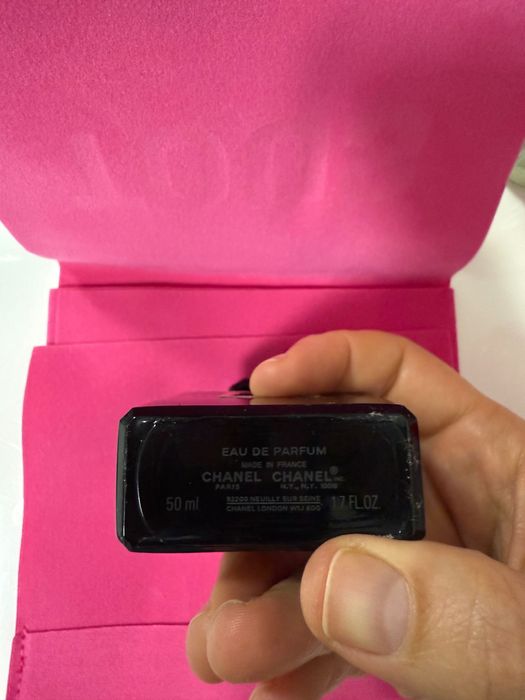 EAU DE PARFUM
MADE IN FRANCE
CHANEL CHANEL® INC.
PARIS N.Y., N.Y. 10019
50 ml 92200 NEUILLY SUR SEINE 1.7 FL.OZ.
CHANEL LONDON W1J 6DG